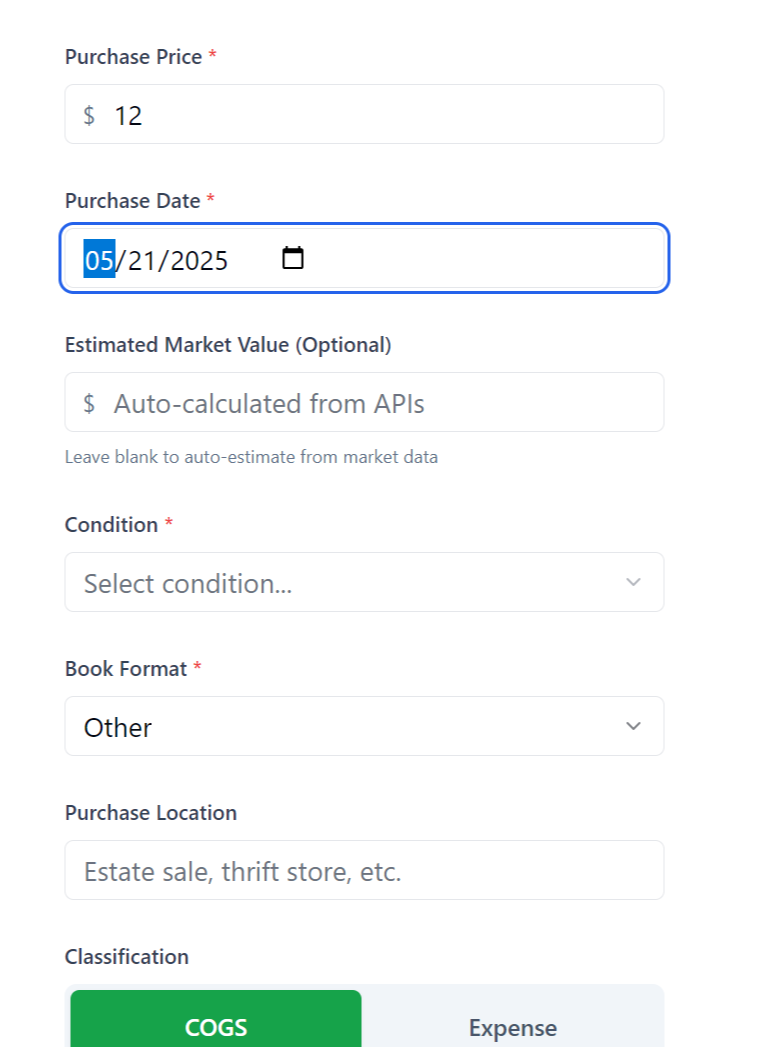 Purchase Price *
$ 12
Purchase Date *
05/21/2025
Estimated Market Value (Optional)
$ Auto-calculated from APIs
Leave blank to auto-estimate from market data
Condition *
Select condition...
Book Format *
Other
Purchase Location
Estate sale, thrift store, etc.
Classification
COGS Expense